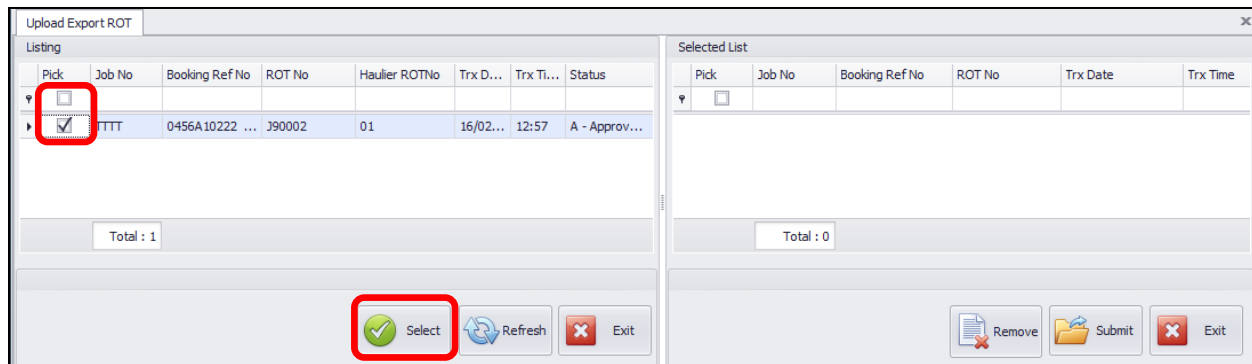 Upload Export ROT
Listing
Pick Job No Booking Ref No ROT No Haulier ROTNo Trx D... Trx Ti... Status
TTTT 0456A10222 ... J90002 01 16/02... 12:57 A - Approv...
Total : 1
Select Refresh Exit
Selected List
Pick Job No Booking Ref No ROT No Trx Date Trx Time
Total : 0
Remove Submit Exit